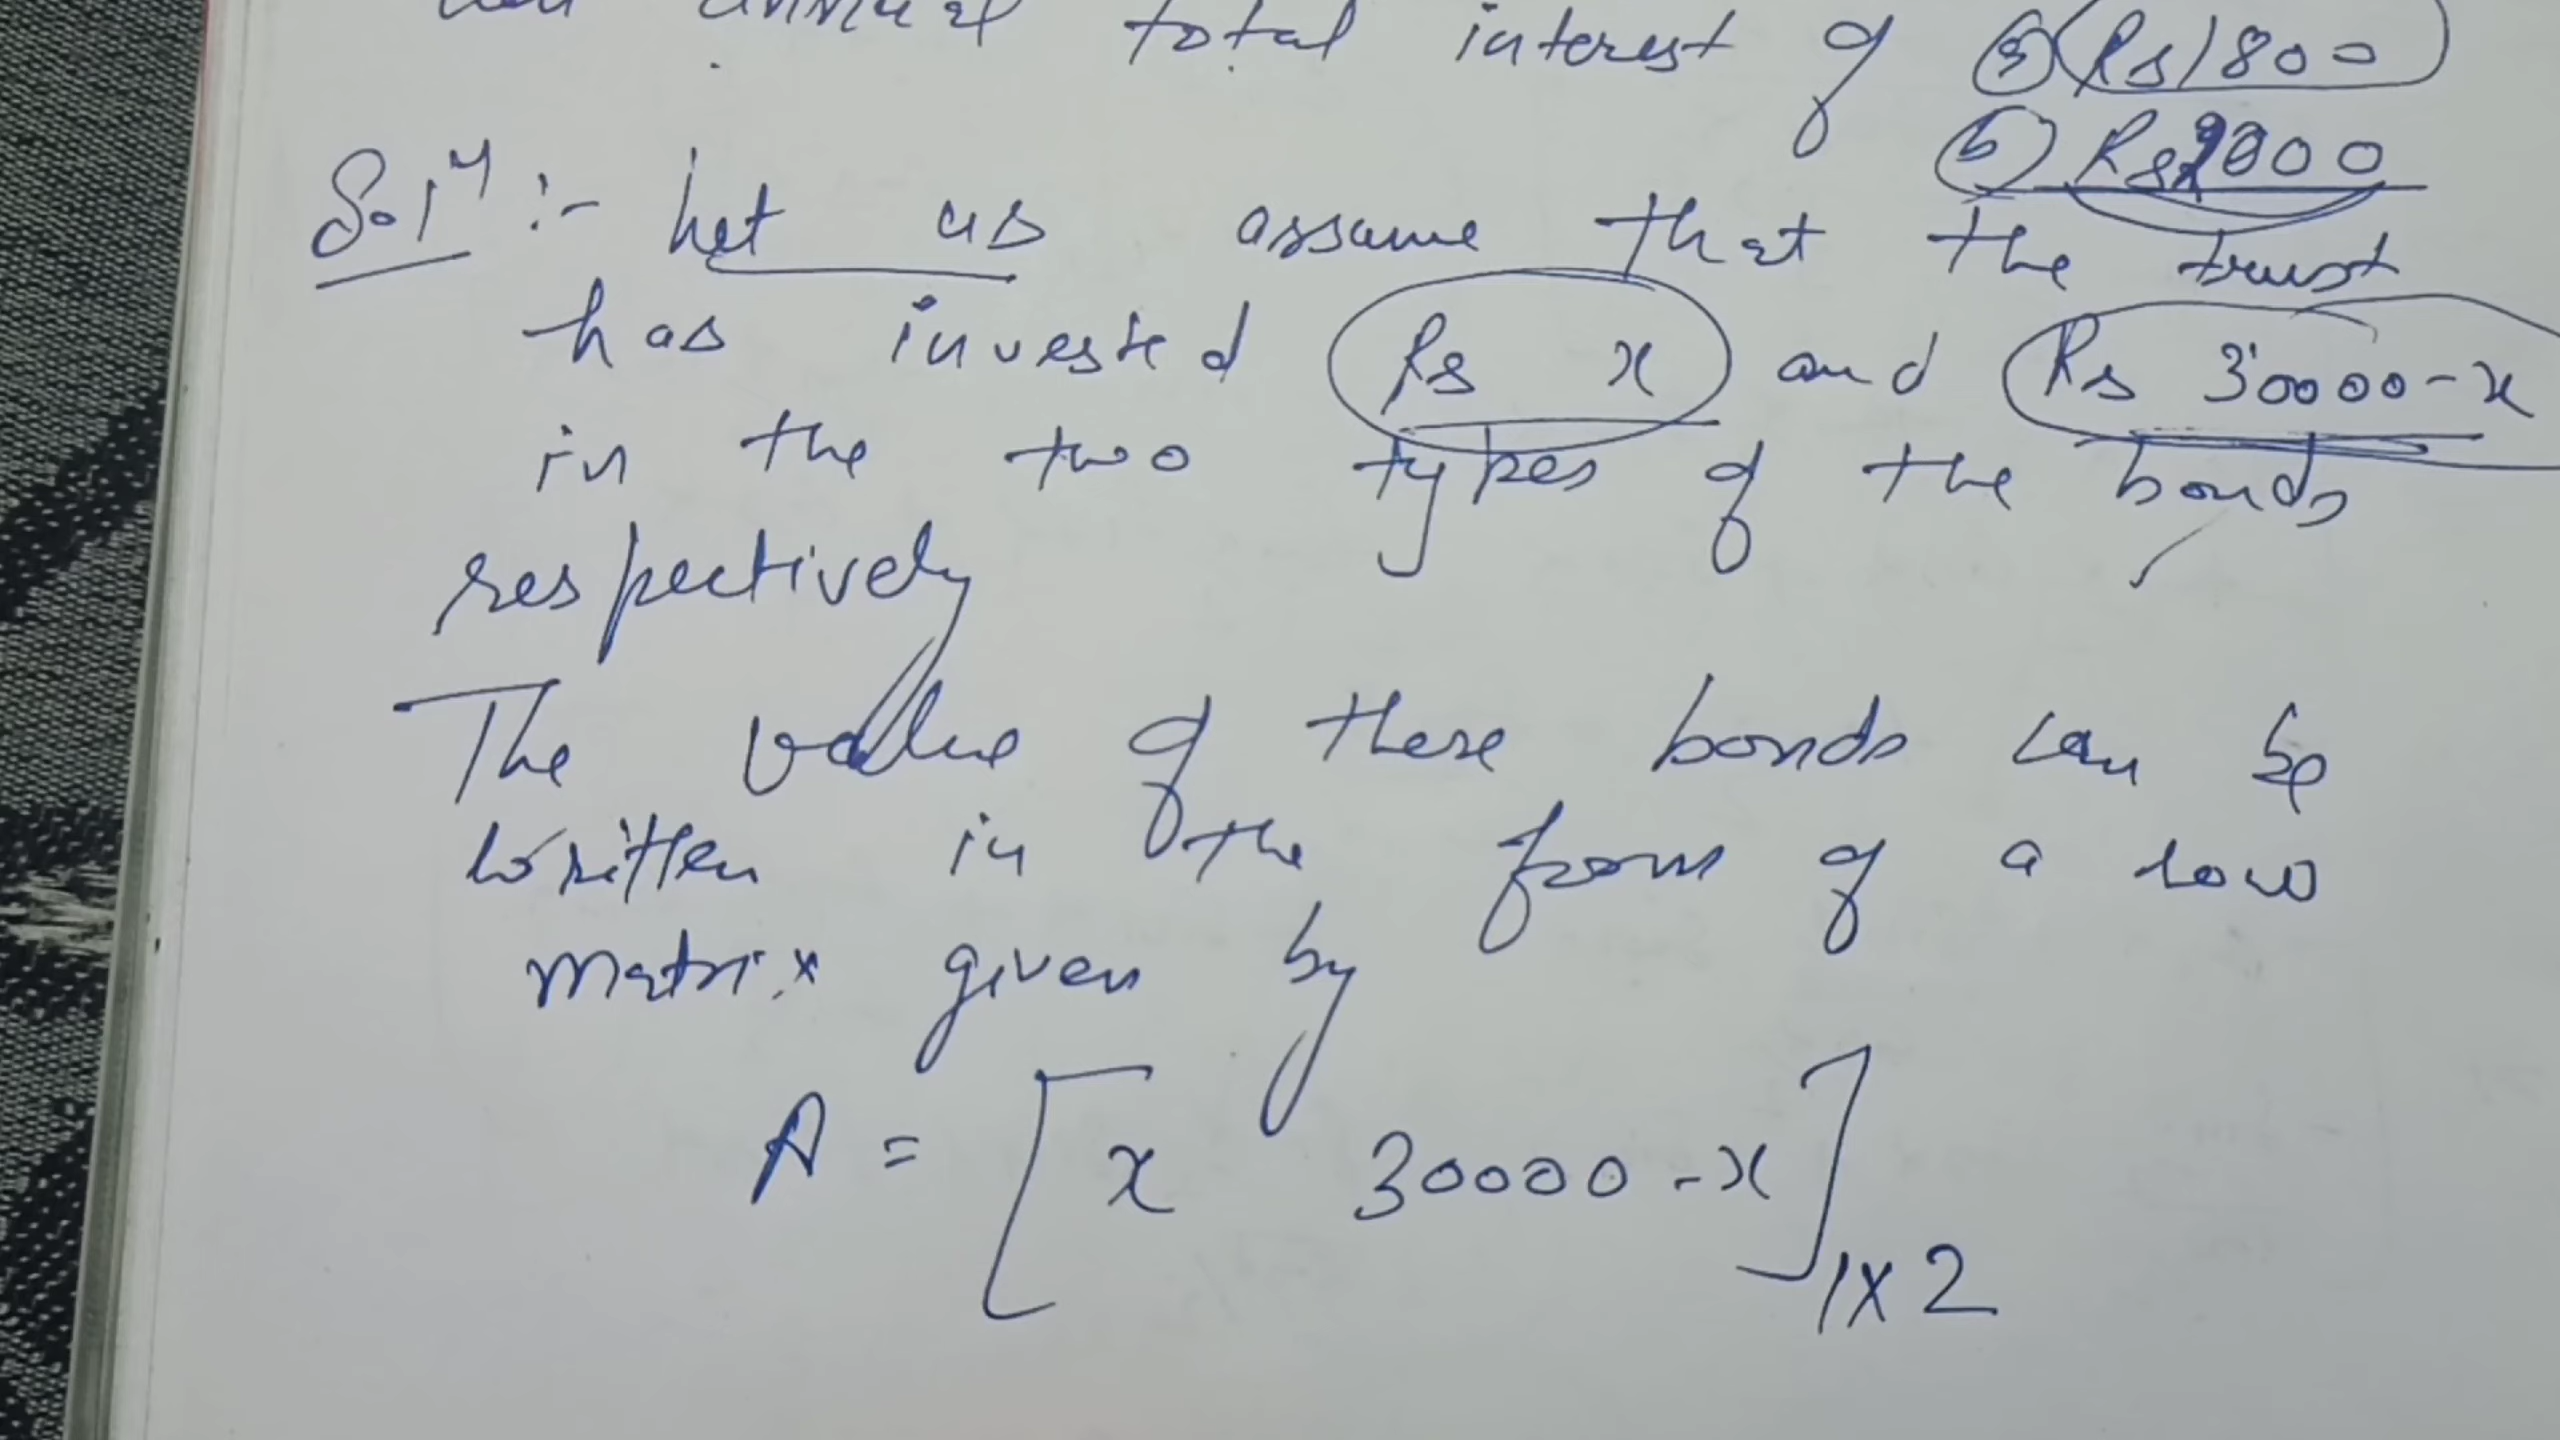 annual total interest of (a) Rs 1800
(b) Rs 2000
Solⁿ :- Let us assume that the trust
has invested Rs x and Rs 30000-x
in the two types of the bonds
respectively
The value of these bonds can be
written in the from of a row
matrix given by
A = [x 30000-x] 1x2